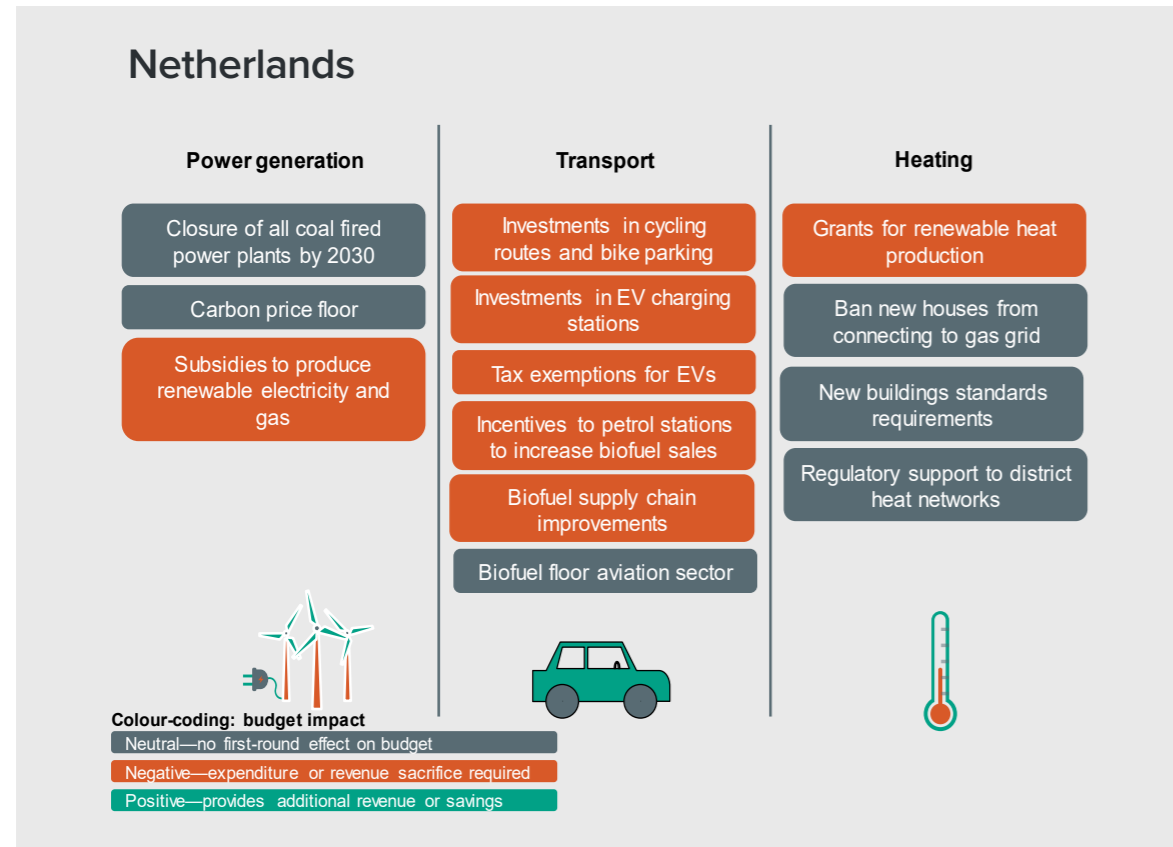 Netherlands
Power generation
Closure of all coal fired
power plants by 2030
Carbon price floor
Subsidies to produce
renewable electricity and
gas
Transport
Investments in cycling
routes and bike parking
Investments in EV charging
stations
Tax exemptions for EVs
Incentives to petrol stations
to increase biofuel sales
Biofuel supply chain
improvements
Biofuel floor aviation sector
Heating
Grants for renewable heat
production
Ban new houses from
connecting to gas grid
New buildings standards
requirements
Regulatory support to district
heat networks
Colour-coding: budget impact
Neutral—no first-round effect on budget
Negative—expenditure or revenue sacrifice required
Positive—provides additional revenue or savings